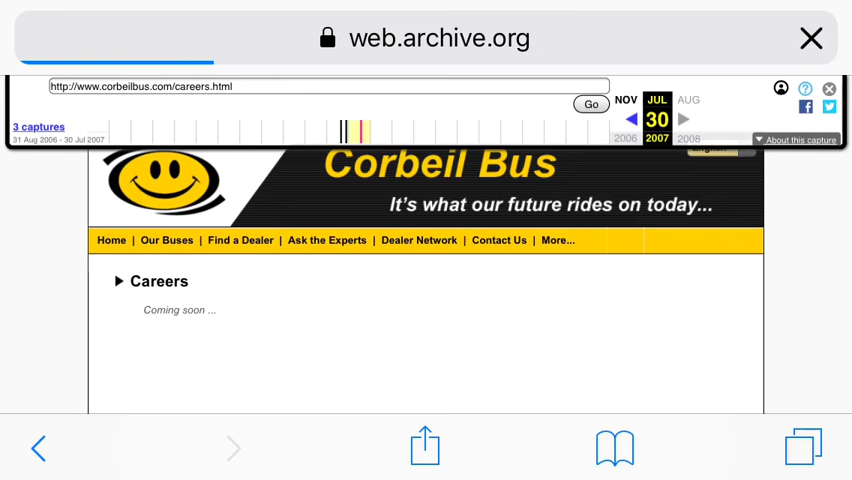 web.archive.org
http://www.corbeilbus.com/careers.html
Go
NOV JUL AUG
30
2006 2007 2008
3 captures
31 Aug 2006 - 30 Jul 2007
About this capture
English
Corbeil Bus
It's what our future rides on today...
Home | Our Buses | Find a Dealer | Ask the Experts | Dealer Network | Contact Us | More...
Careers
Coming soon ...